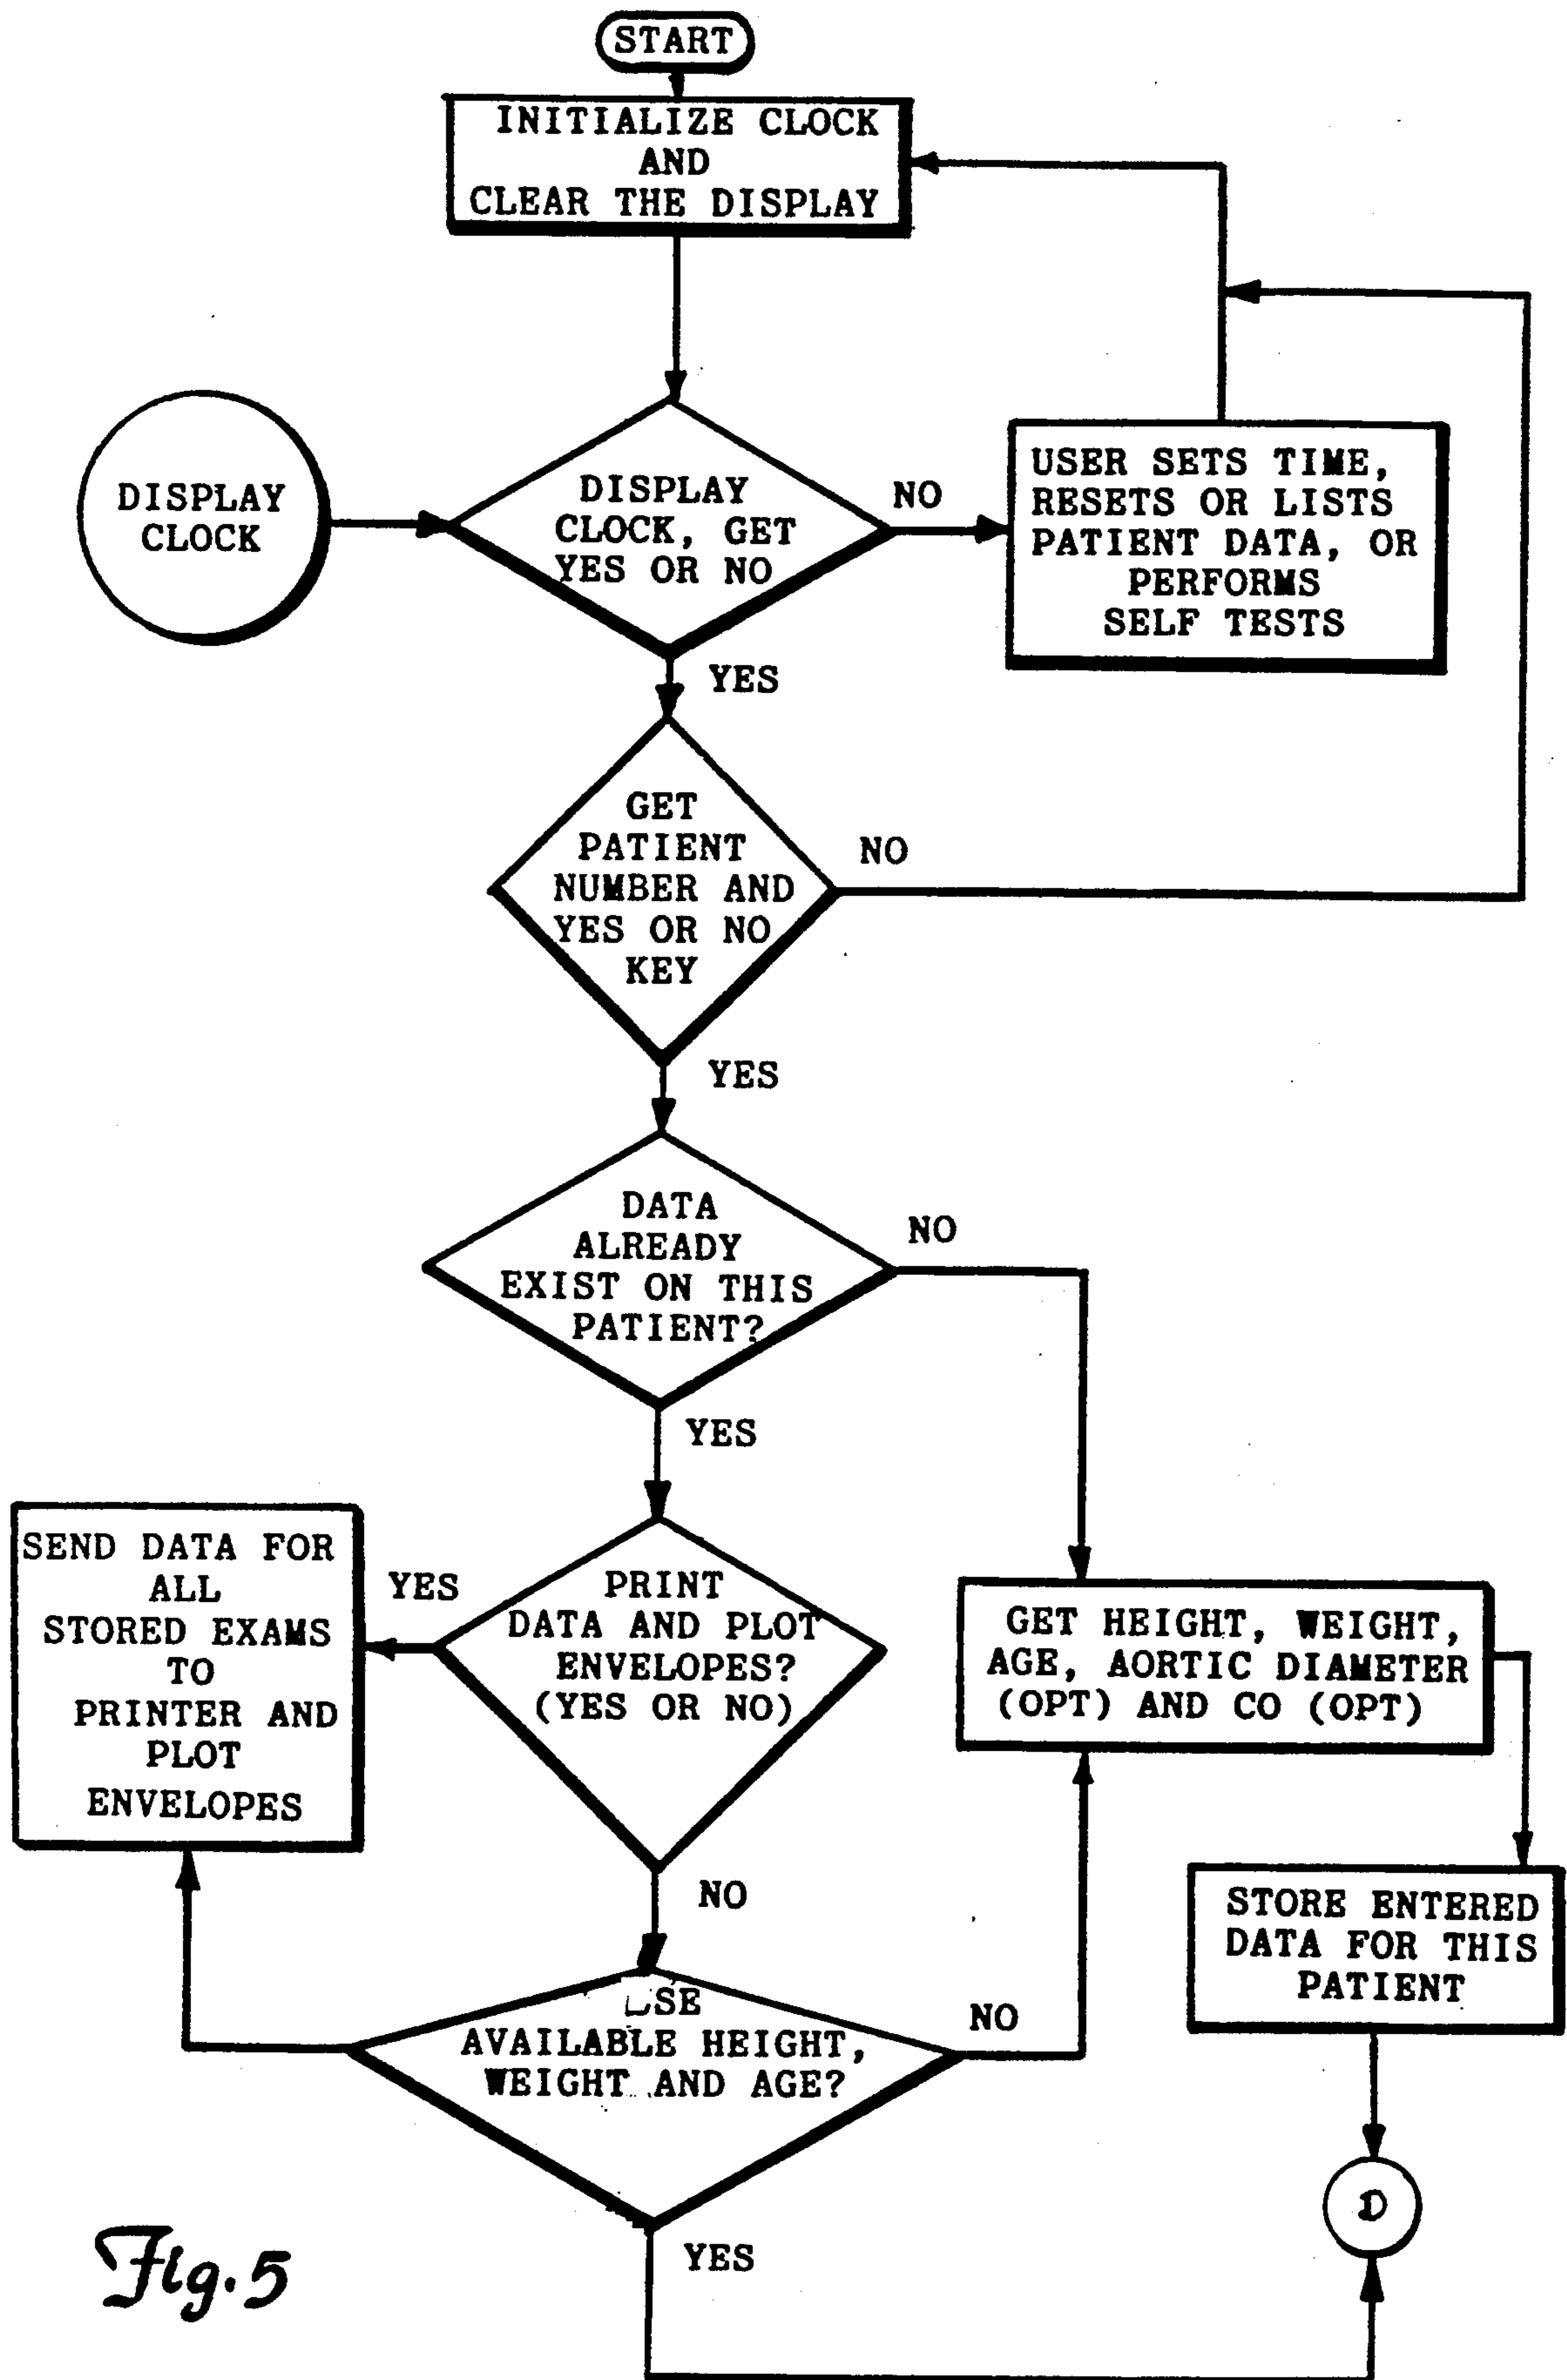 START
INITIALIZE CLOCK
AND
CLEAR THE DISPLAY
DISPLAY
CLOCK
DISPLAY
CLOCK, GET
YES OR NO
NO
USER SETS TIME,
RESETS OR LISTS
PATIENT DATA, OR
PERFORMS
SELF TESTS
YES
GET
PATIENT
NUMBER AND
YES OR NO
KEY
NO
YES
DATA
ALREADY
EXIST ON THIS
PATIENT?
NO
YES
SEND DATA FOR
ALL
STORED EXAMS
TO
PRINTER AND
PLOT
ENVELOPES
YES
PRINT
DATA AND PLOT
ENVELOPES?
(YES OR NO)
GET HEIGHT, WEIGHT,
AGE, AORTIC DIAMETER
(OPT) AND CO (OPT)
NO
STORE ENTERED
DATA FOR THIS
PATIENT
USE
AVAILABLE HEIGHT,
WEIGHT AND AGE?
NO
D
YES
Fig. 5